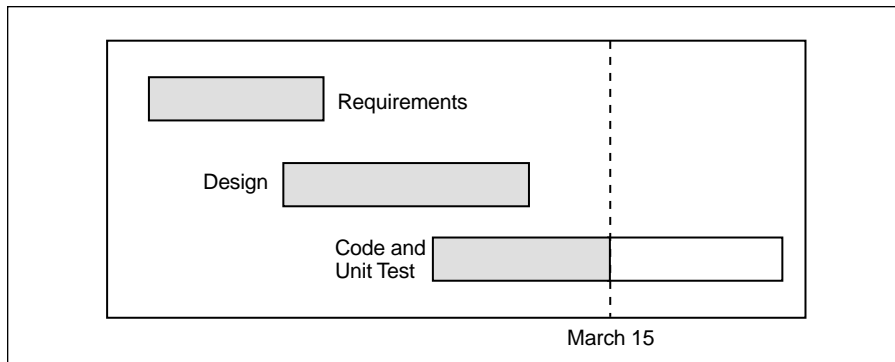 Requirements
Design
Code and
Unit Test
March 15